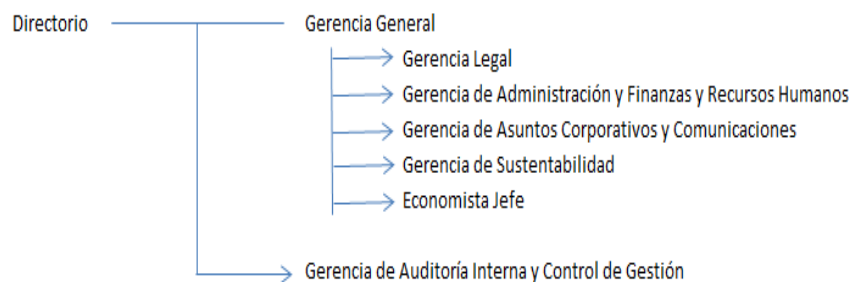 Directorio
Gerencia General
Gerencia Legal
Gerencia de Administración y Finanzas y Recursos Humanos
Gerencia de Asuntos Corporativos y Comunicaciones
Gerencia de Sustentabilidad
Economista Jefe
Gerencia de Auditoría Interna y Control de Gestión